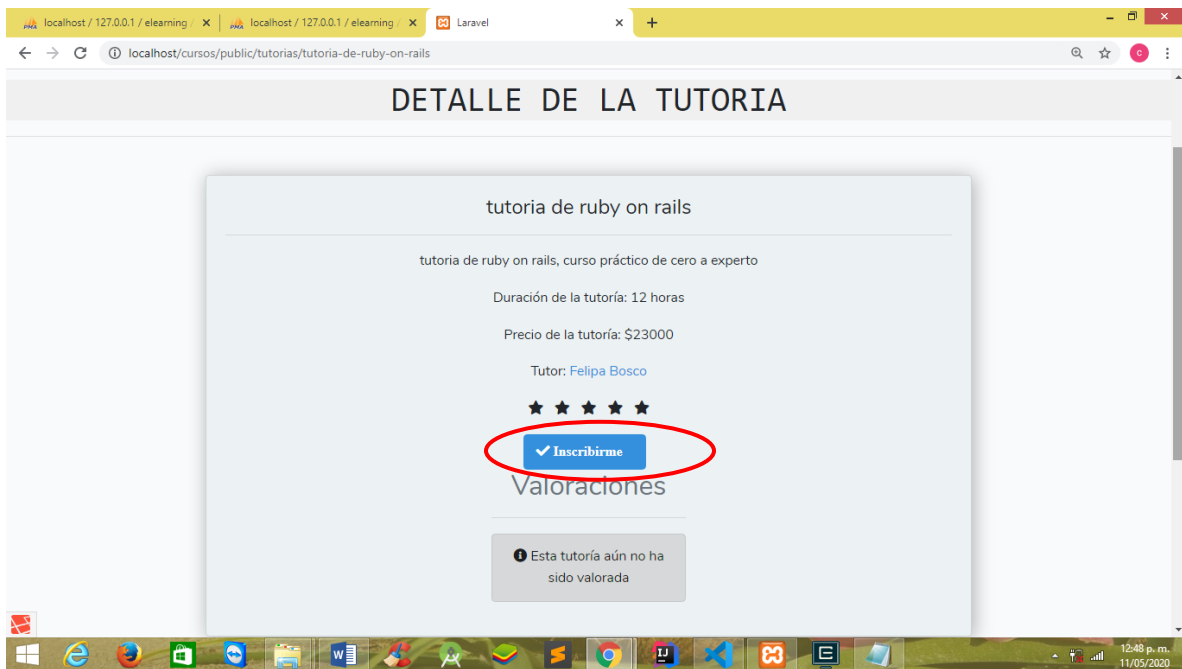 localhost / 127.0.0.1 / elearning /
localhost / 127.0.0.1 / elearning /
Laravel
localhost/cursos/public/tutorias/tutoria-de-ruby-on-rails
c
DETALLE DE LA TUTORIA
tutoria de ruby on rails
tutoria de ruby on rails, curso práctico de cero a experto
Duración de la tutoría: 12 horas
Precio de la tutoría: $23000
Tutor: Felipa Bosco
Inscribirme
Valoraciones
Esta tutoría aún no ha
sido valorada
12:48 p. m.
11/05/2020